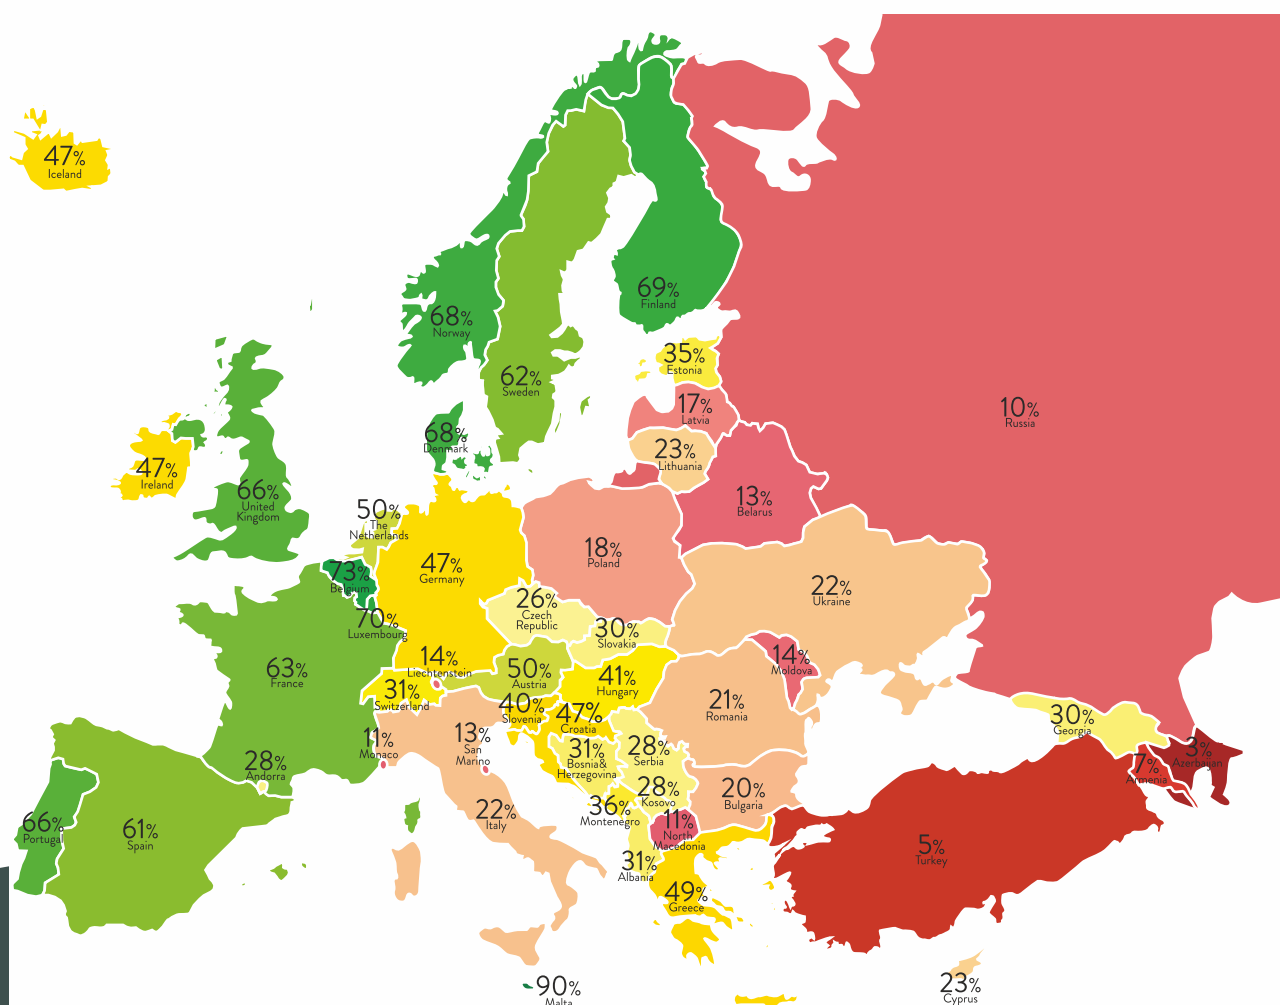 47%
Iceland
69%
Finland
68%
Norway
62%
Sweden
35%
Estonia
10%
Russia
17%
Latvia
68%
Denmark
23%
Lithuania
47%
Ireland
66%
United
Kingdom
13%
Belarus
50%
The
Netherlands
18%
Poland
47%
Germany
73%
Belgium
22%
Ukraine
26%
Czech
Republic
70%
Luxembourg
30%
Slovakia
14%
Liechtenstein
14%
Moldova
63%
France
50%
Austria
41%
Hungary
31%
Switzerland
21%
Romania
40%
Slovenia
47%
Croatia
30%
Georgia
11%
Monaco
13%
San
Marino
31%
Bosnia&
Herzegovina
28%
Serbia
3%
Azerbaijan
28%
Andorra
7%
Armenia
28%
Kosovo
20%
Bulgaria
36%
Montenegro
22%
Italy
66%
Portugal
61%
Spain
11%
North
Macedonia
5%
Turkey
31%
Albania
49%
Greece
90%
Malta
23%
Cyprus